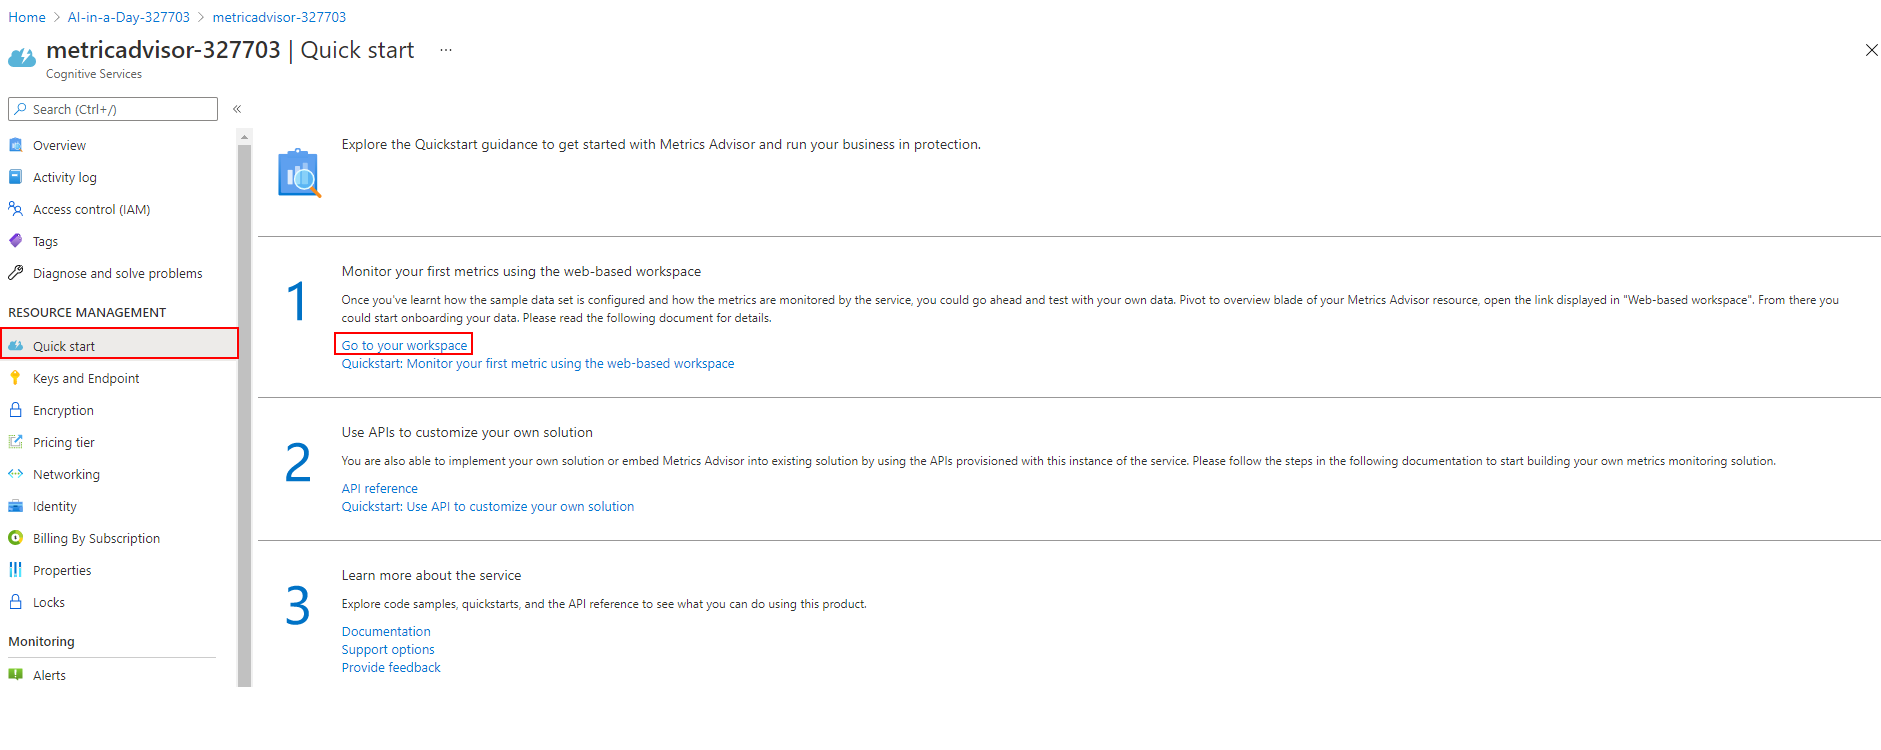 Home > AI-in-a-Day-327703 > metricadvisor-327703
metricadvisor-327703 | Quick start ...
Cognitive Services
Search (Ctrl+/)
«
Overview
Activity log
Access control (IAM)
Tags
Diagnose and solve problems
RESOURCE MANAGEMENT
Quick start
Keys and Endpoint
Encryption
Pricing tier
Networking
Identity
Billing By Subscription
Properties
Locks
Monitoring
Alerts
Explore the Quickstart guidance to get started with Metrics Advisor and run your business in protection.
1
Monitor your first metrics using the web-based workspace
Once you've learnt how the sample data set is configured and how the metrics are monitored by the service, you could go ahead and test with your own data. Pivot to overview blade of your Metrics Advisor resource, open the link displayed in "Web-based workspace". From there you
could start onboarding your data. Please read the following document for details.
Go to your workspace
Quickstart: Monitor your first metric using the web-based workspace
2
Use APIs to customize your own solution
You are also able to implement your own solution or embed Metrics Advisor into existing solution by using the APIs provisioned with this instance of the service. Please follow the steps in the following documentation to start building your own metrics monitoring solution.
API reference
Quickstart: Use API to customize your own solution
3
Learn more about the service
Explore code samples, quickstarts, and the API reference to see what you can do using this product.
Documentation
Support options
Provide feedback